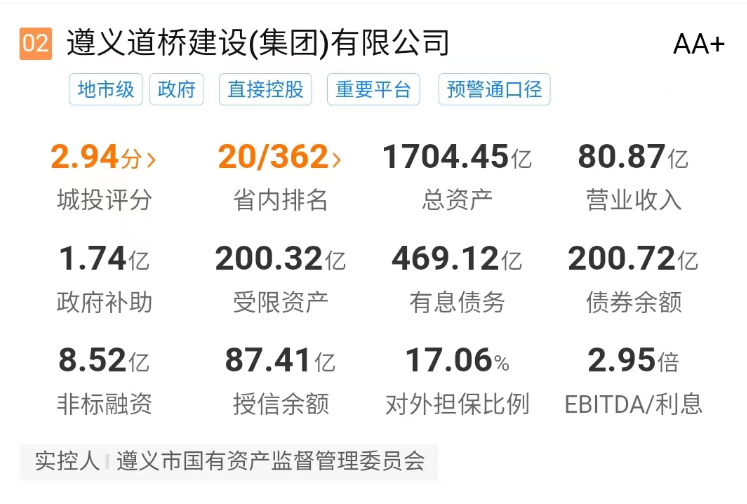 02 遵义道桥建设(集团)有限公司 AA+
地市级 政府 直接控股 重要平台 预警通口径
2.94分> 20/362> 1704.45亿 80.87亿
城投评分 省内排名 总资产 营业收入
1.74亿 200.32亿 469.12亿 200.72亿
政府补助 受限资产 有息债务 债券余额
8.52亿 87.41亿 17.06% 2.95倍
非标融资 授信余额 对外担保比例 EBITDA/利息
实控人 遵义市国有资产监督管理委员会